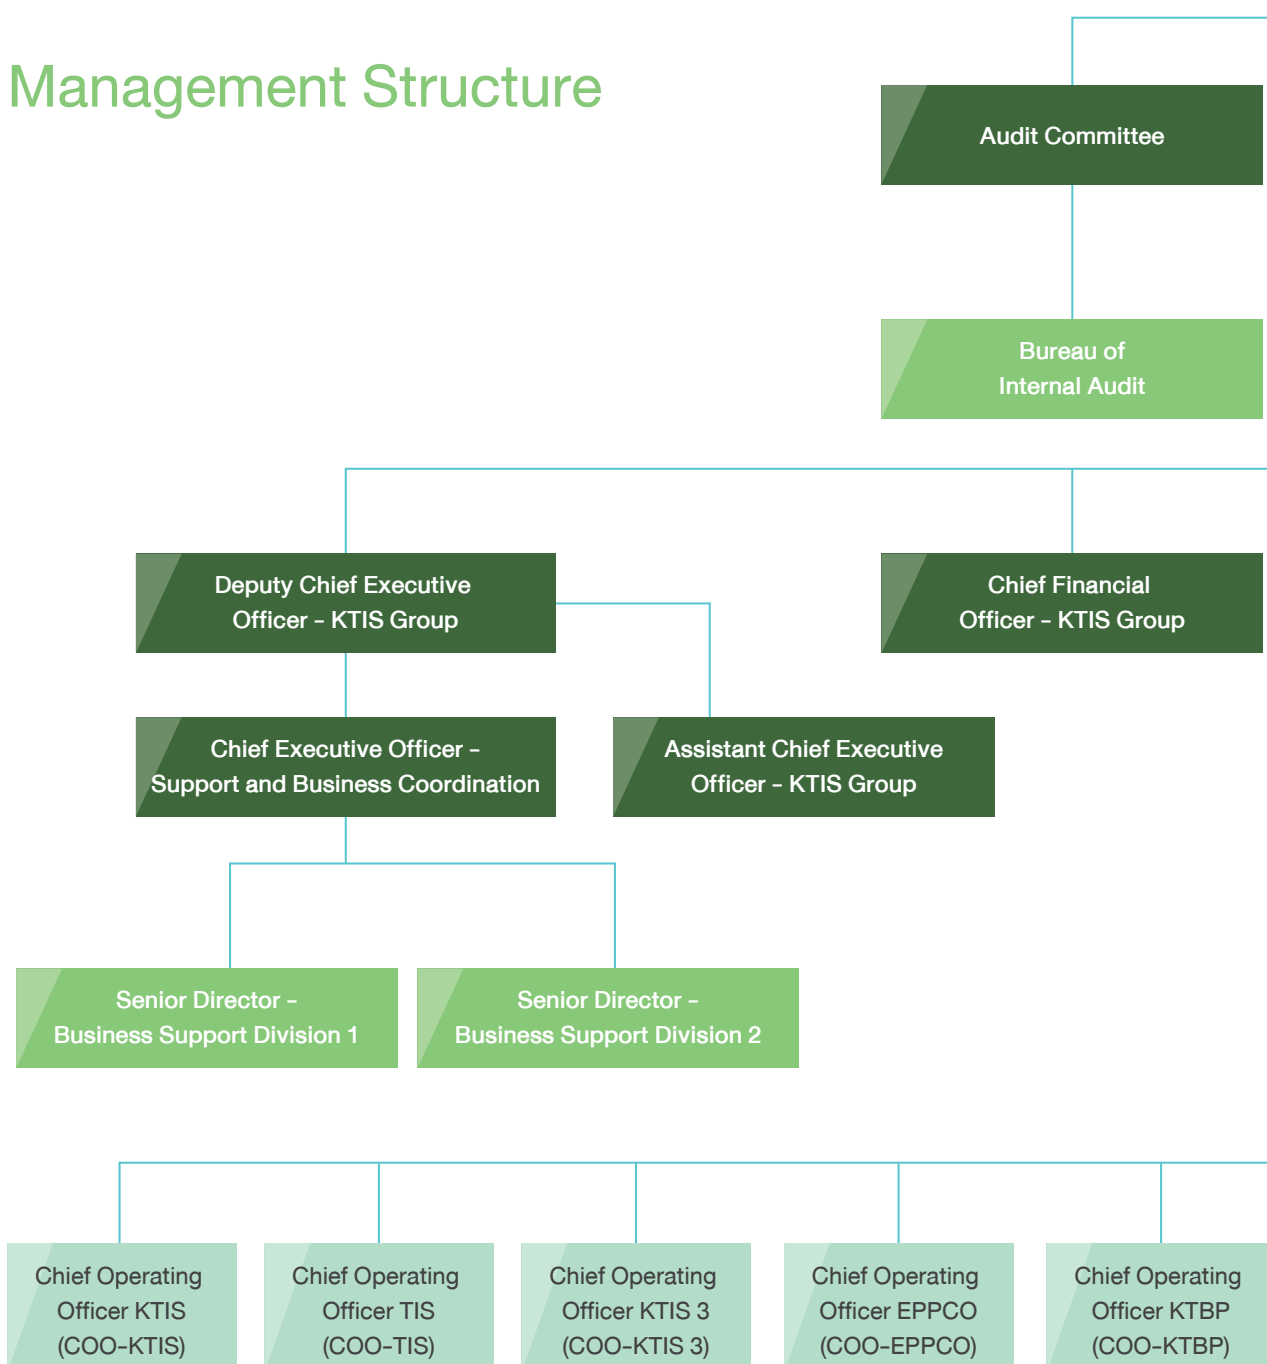 Management Structure
Audit Committee
Bureau of
Internal Audit
Deputy Chief Executive
Officer - KTIS Group
Chief Financial
Officer - KTIS Group
Chief Executive Officer -
Support and Business Coordination
Assistant Chief Executive
Officer - KTIS Group
Senior Director -
Business Support Division 1
Senior Director -
Business Support Division 2
Chief Operating
Officer KTIS
(COO-KTIS)
Chief Operating
Officer TIS
(COO-TIS)
Chief Operating
Officer KTIS 3
(COO-KTIS 3)
Chief Operating
Officer EPPCO
(COO-EPPCO)
Chief Operating
Officer KTBP
(COO-KTBP)